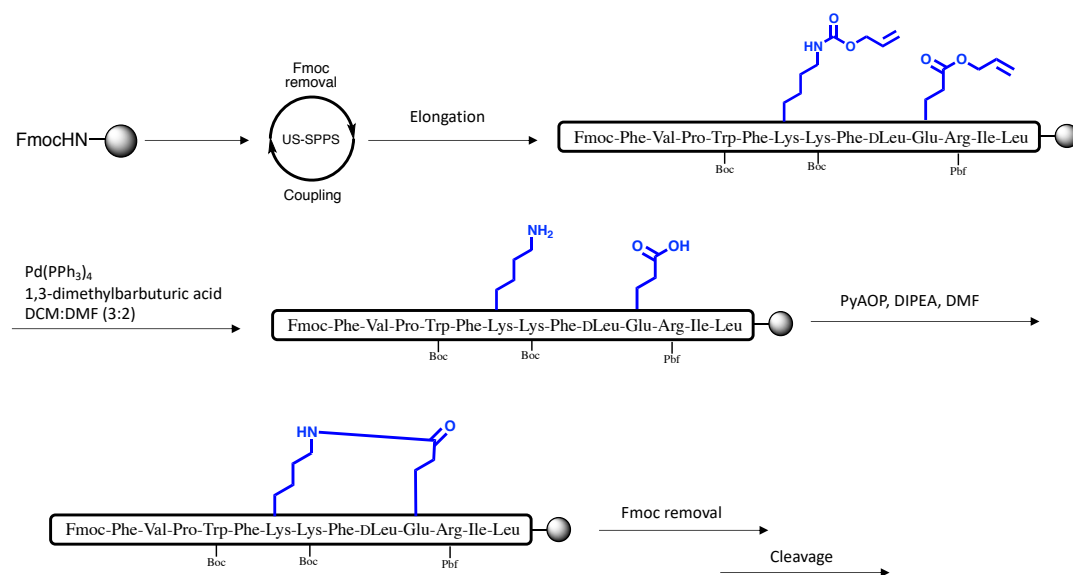 Fmoc
removal
FmocHN
US-SPPS
Coupling
Elongation
HN
O
O
O
O
Fmoc-Phe-Val-Pro-Trp-Phe-Lys-Lys-Phe-DLeu-Glu-Arg-Ile-Leu
Boc
Boc
Pbf
Pd(PPh3)4
1,3-dimethylbarbuturic acid
DCM:DMF (3:2)
NH2
O
OH
Fmoc-Phe-Val-Pro-Trp-Phe-Lys-Lys-Phe-DLeu-Glu-Arg-Ile-Leu
Boc
Boc
Pbf
PyAOP, DIPEA, DMF
HN
O
Fmoc-Phe-Val-Pro-Trp-Phe-Lys-Lys-Phe-DLeu-Glu-Arg-Ile-Leu
Boc
Boc
Pbf
Fmoc removal
Cleavage